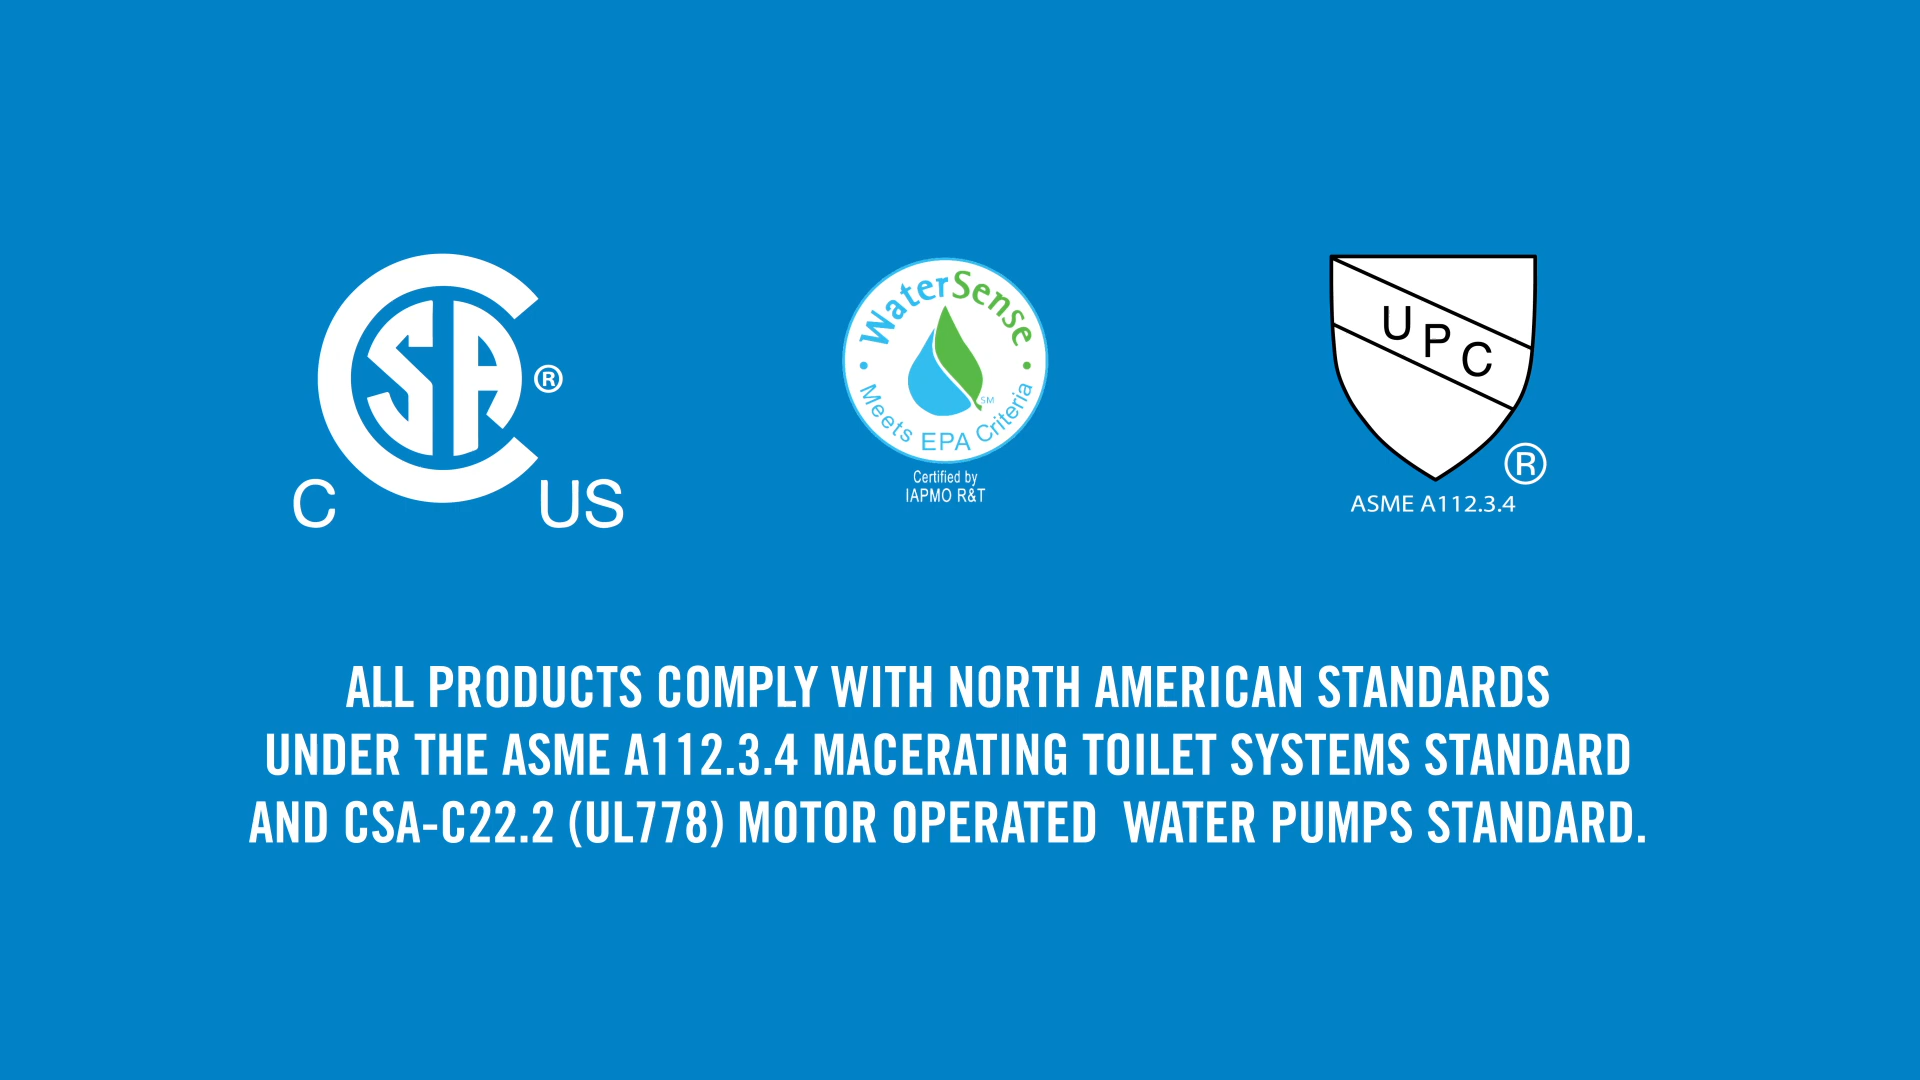 CSA
®
C US
WaterSense
SM
Meets EPA Criteria
Certified by
IAPMO R&T
UPC
®
ASME A112.3.4
ALL PRODUCTS COMPLY WITH NORTH AMERICAN STANDARDS
UNDER THE ASME A112.3.4 MACERATING TOILET SYSTEMS STANDARD
AND CSA-C22.2 (UL778) MOTOR OPERATED WATER PUMPS STANDARD.